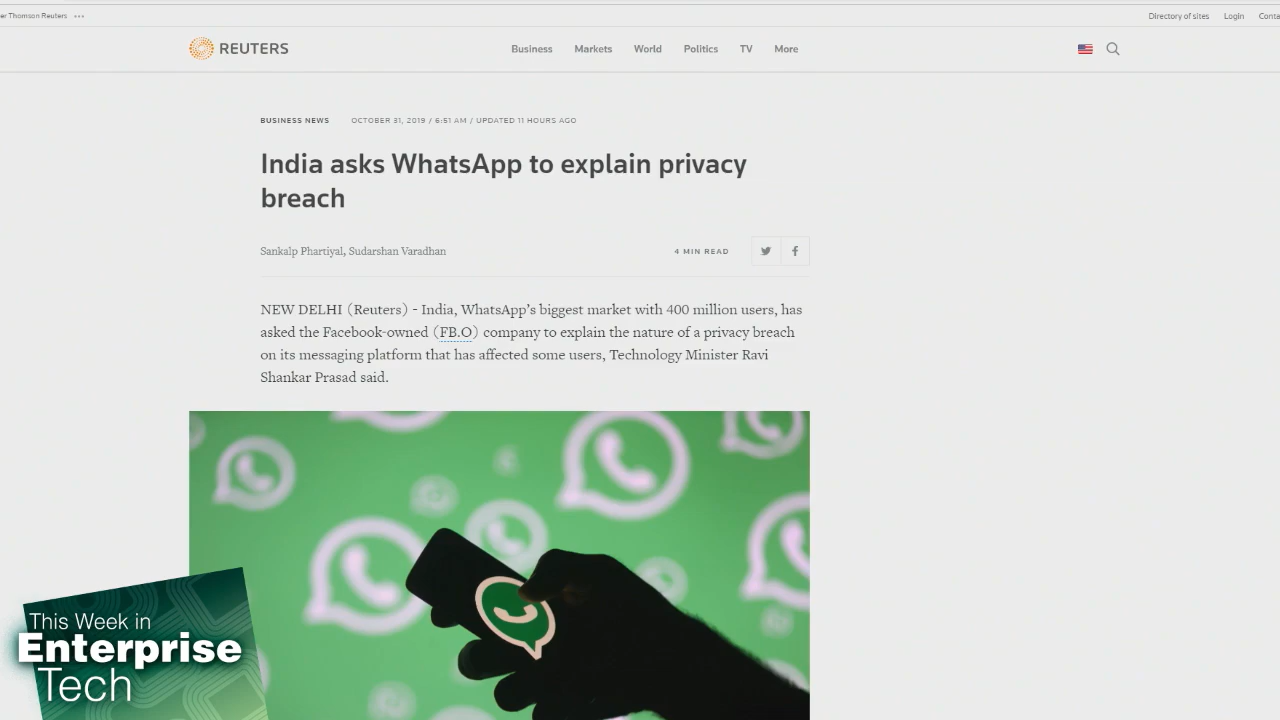 er Thomson Reuters •••
Directory of sites Login Conta
REUTERS
Business Markets World Politics TV More
BUSINESS NEWS OCTOBER 31, 2019 / 6:51 AM / UPDATED 11 HOURS AGO
India asks WhatsApp to explain privacy
breach
Sankalp Phartiyal, Sudarshan Varadhan
4 MIN READ
NEW DELHI (Reuters) - India, WhatsApp’s biggest market with 400 million users, has
asked the Facebook-owned (FB.O) company to explain the nature of a privacy breach
on its messaging platform that has affected some users, Technology Minister Ravi
Shankar Prasad said.
This Week in
Enterprise
Tech